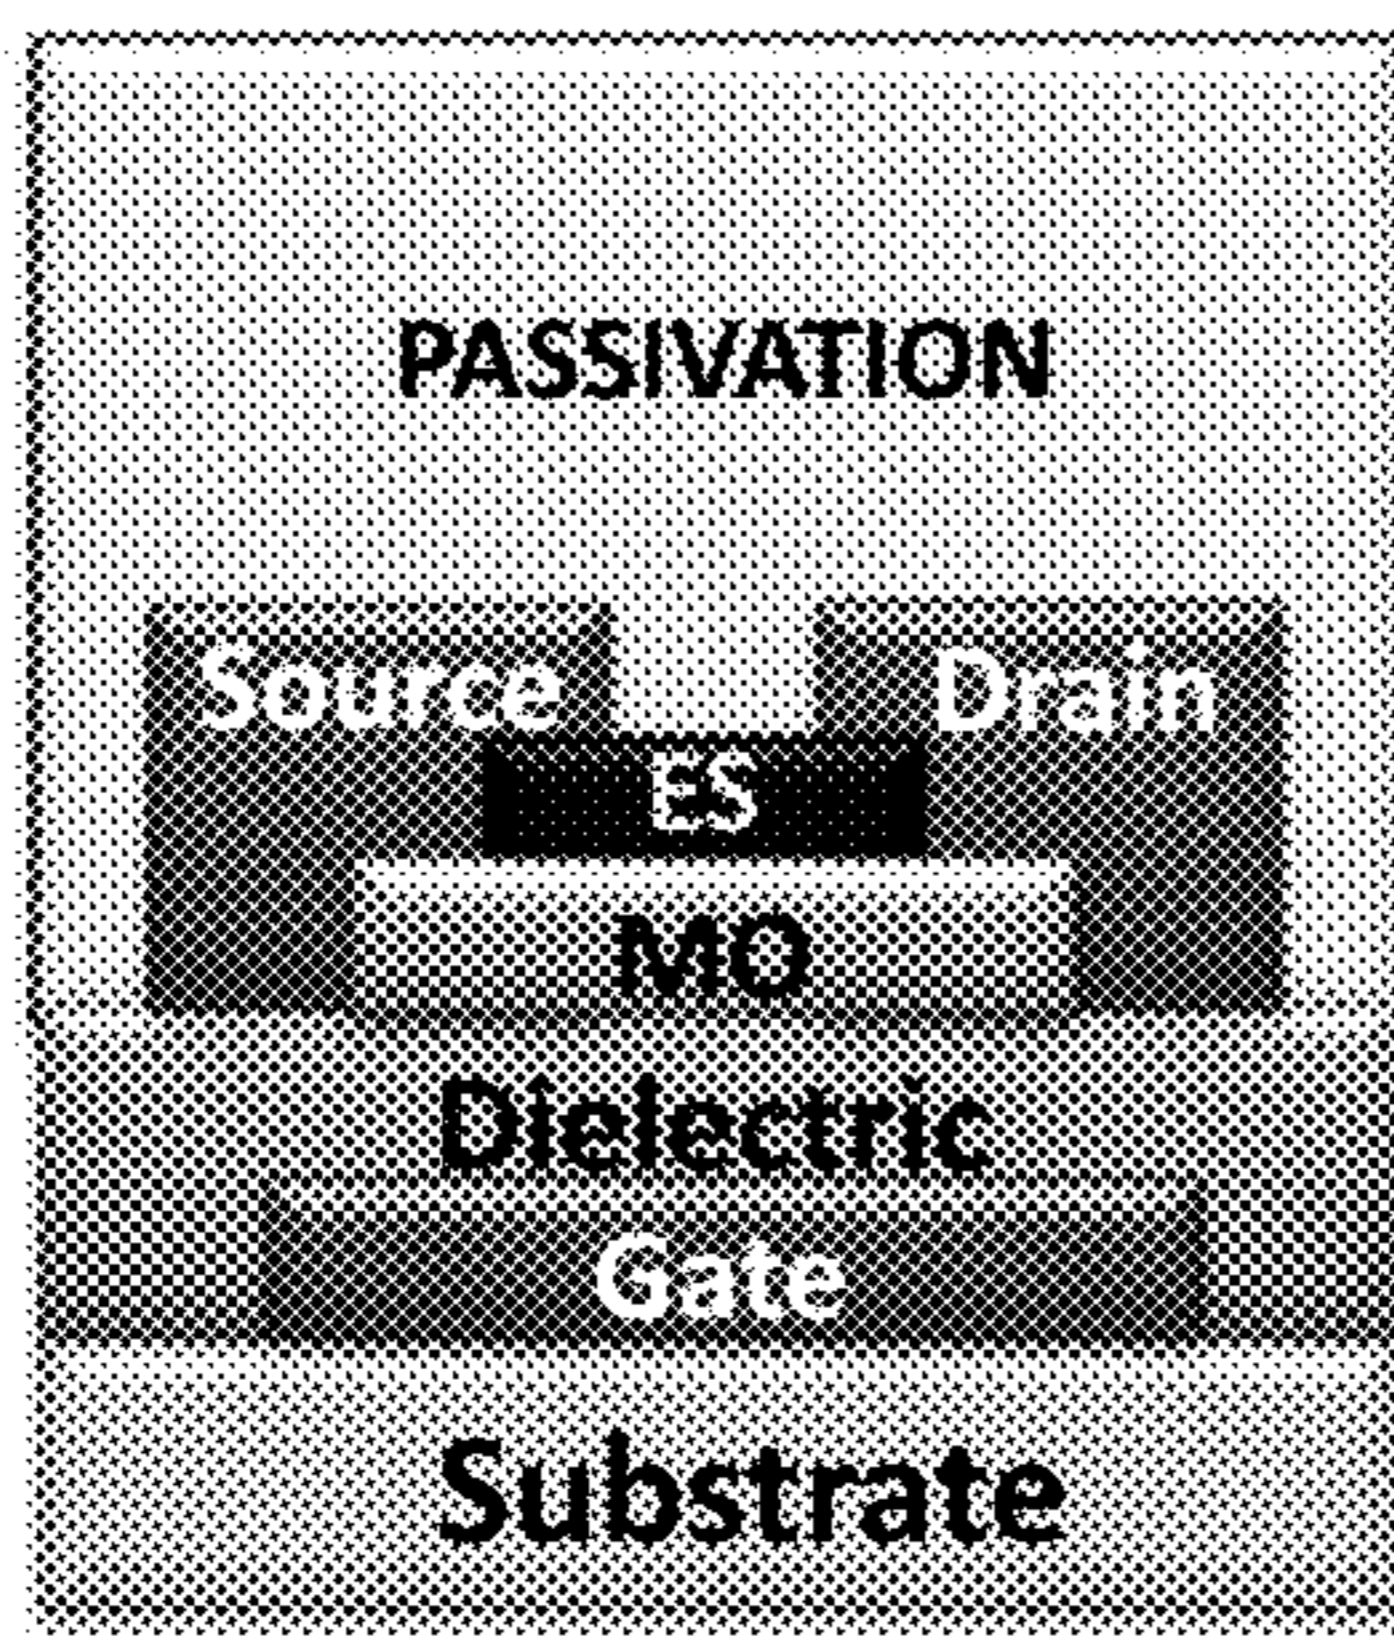 PASSIVATION
Source Drain
ES
MO
Dielectric
Gate
Substrate